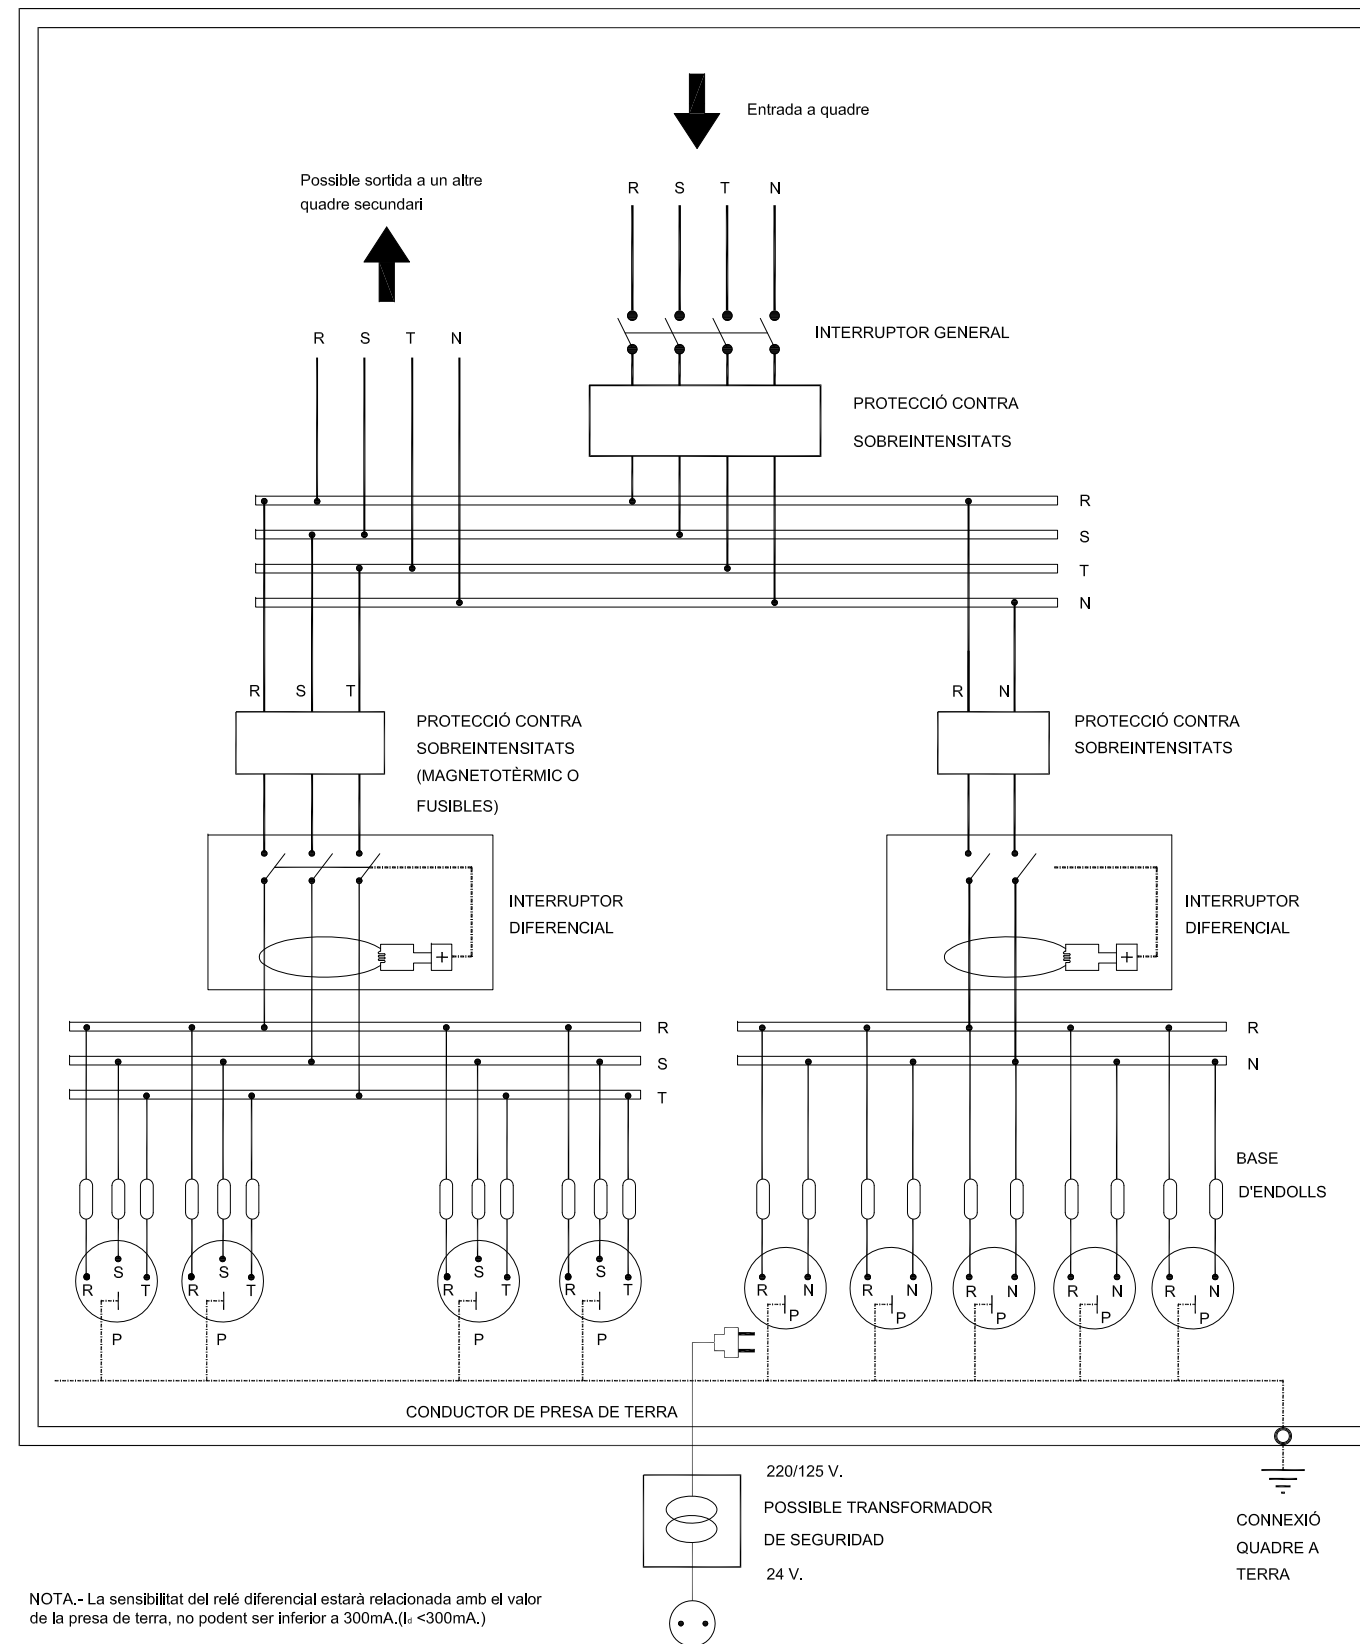 Entrada a quadre
Possible sortida a un altre
quadre secundari
R S T N
R S T N
INTERRUPTOR GENERAL
PROTECCIÓ CONTRA
SOBREINTENSITATS
R
S
T
N
R S T
R N
PROTECCIÓ CONTRA
SOBREINTENSITATS
(MAGNETOTÈRMIC O
FUSIBLES)
PROTECCIÓ CONTRA
SOBREINTENSITATS
INTERRUPTOR
DIFERENCIAL
INTERRUPTOR
DIFERENCIAL
R
S
T
R
N
BASE
D'ENDOLLS
R S T
R S T
R S T
R S T
R N
R N
R N
R N
R N
P P P P
P P P P P
CONDUCTOR DE PRESA DE TERRA
220/125 V.
POSSIBLE TRANSFORMADOR
DE SEGURIDAD
24 V.
CONNEXIÓ
QUADRE A
TERRA
NOTA.- La sensibilitat del relé diferencial estarà relacionada amb el valor
de la presa de terra, no podent ser inferior a 300mA.(Id <300mA.)